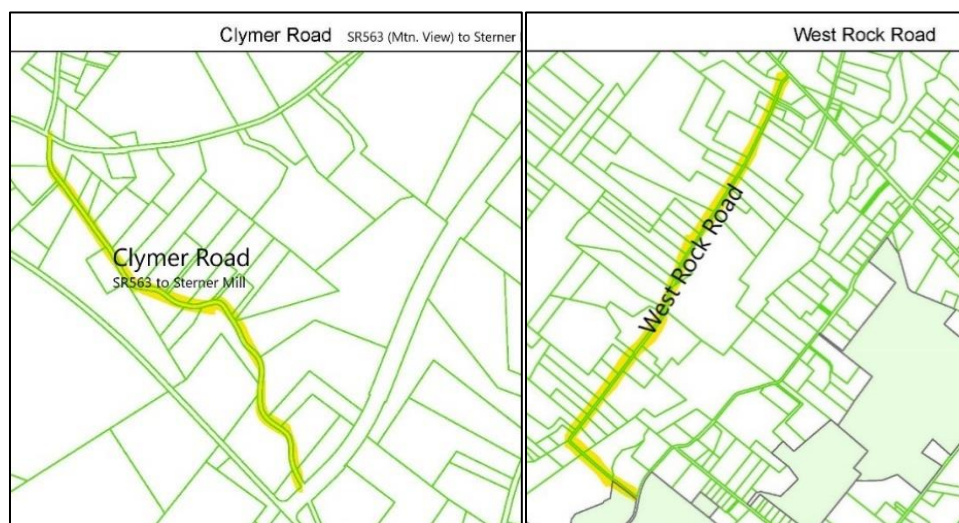 Clymer Road SR563 (Mtn. View) to Sterner
West Rock Road
Clymer Road
SR563 to Sterner Mill
West Rock Road